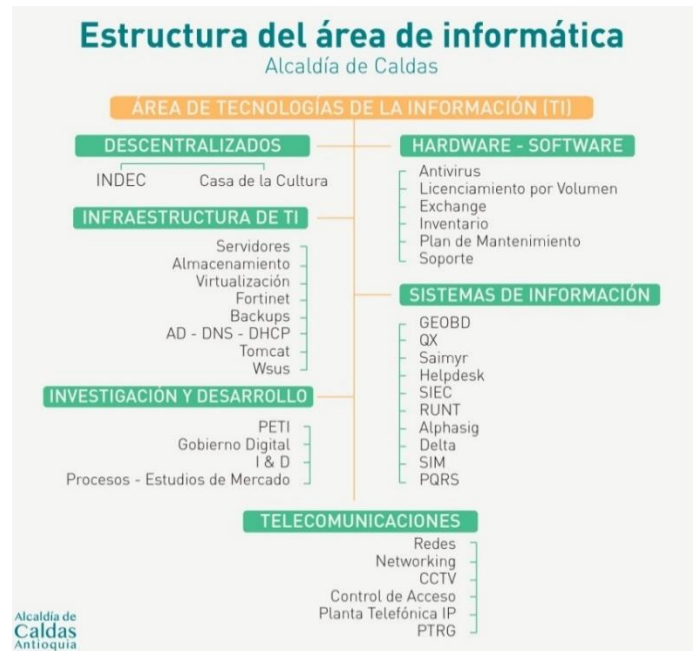 Estructura del área de informática
Alcaldía de Caldas
ÁREA DE TECNOLOGÍAS DE LA INFORMACIÓN (TI)
DESCENTRALIZADOS
INDEC
Casa de la Cultura
INFRAESTRUCTURA DE TI
Servidores
Almacenamiento
Virtualización
Fortinet
Backups
AD - DNS - DHCP
Tomcat
Wsus
INVESTIGACIÓN Y DESARROLLO
PETI
Gobierno Digital
I & D
Procesos - Estudios de Mercado
HARDWARE - SOFTWARE
Antivirus
Licenciamiento por Volumen
Exchange
Inventario
Plan de Mantenimiento
Soporte
SISTEMAS DE INFORMACIÓN
GEOBD
QX
Saimyr
Helpdesk
SIEC
RUNT
Alphasig
Delta
SIM
PQRS
TELECOMUNICACIONES
Redes
Networking
CCTV
Control de Acceso
Planta Telefónica IP
PTRG
Alcaldía de
Caldas
Antioquia